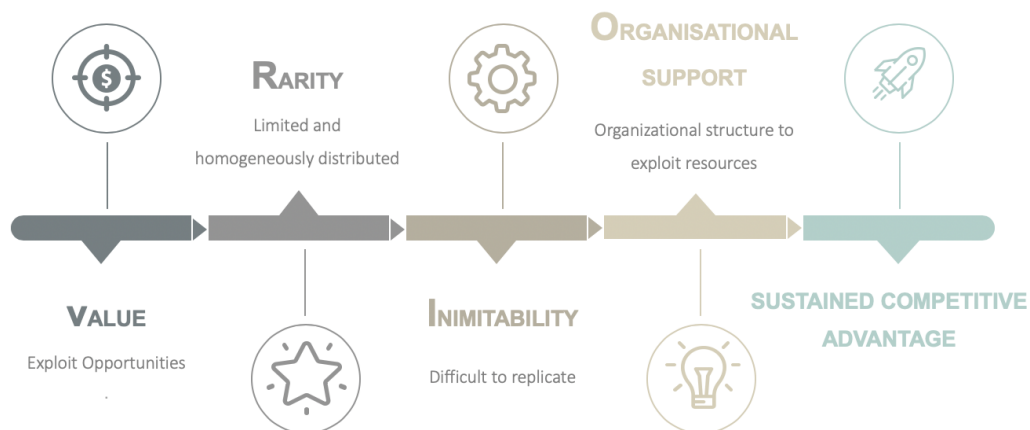 VALUE
Exploit Opportunities
.
RARITY
Limited and
homogeneously distributed
INIMITABILITY
Difficult to replicate
ORGANISATIONAL
SUPPORT
Organizational structure to
exploit resources
SUSTAINED COMPETITIVE
ADVANTAGE
$